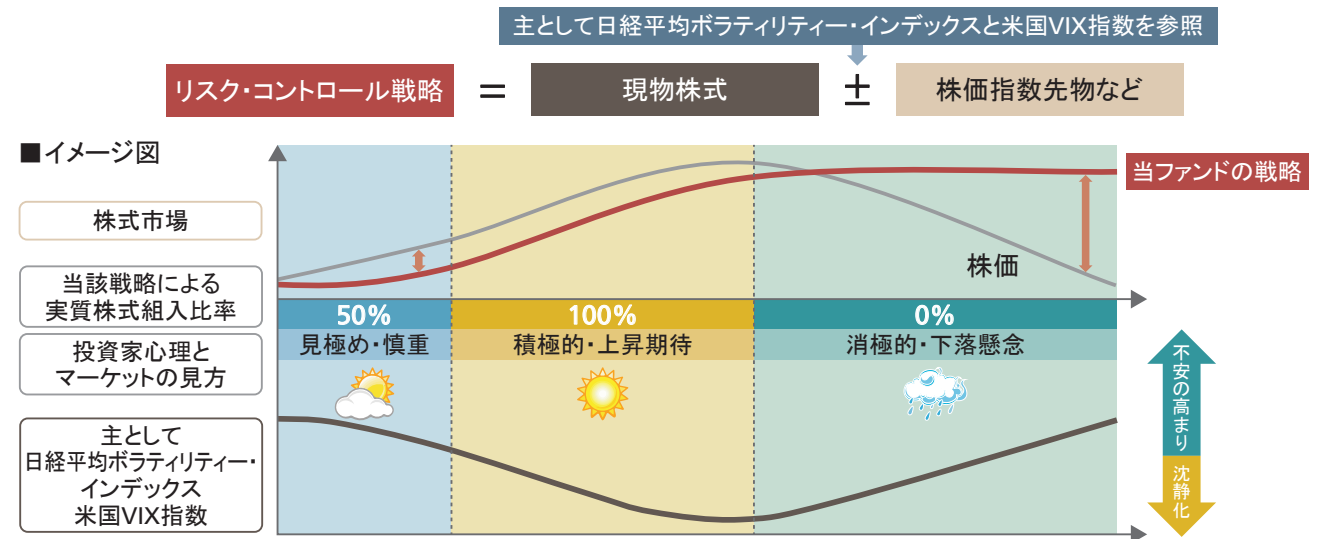 主として日経平均ボラティリティー・インデックスと米国VIX指数を参照
リスク・コントロール戦略 = 現物株式 ± 株価指数先物など
■イメージ図
当ファンドの戦略
株式市場
株価
当該戦略による
実質株式組入比率
50% 100% 0%
投資家心理と
マーケットの見方
見極め・慎重 積極的・上昇期待 消極的・下落懸念
主として
日経平均ボラティリティー・
インデックス
米国VIX指数
不安の高まり
沈静化